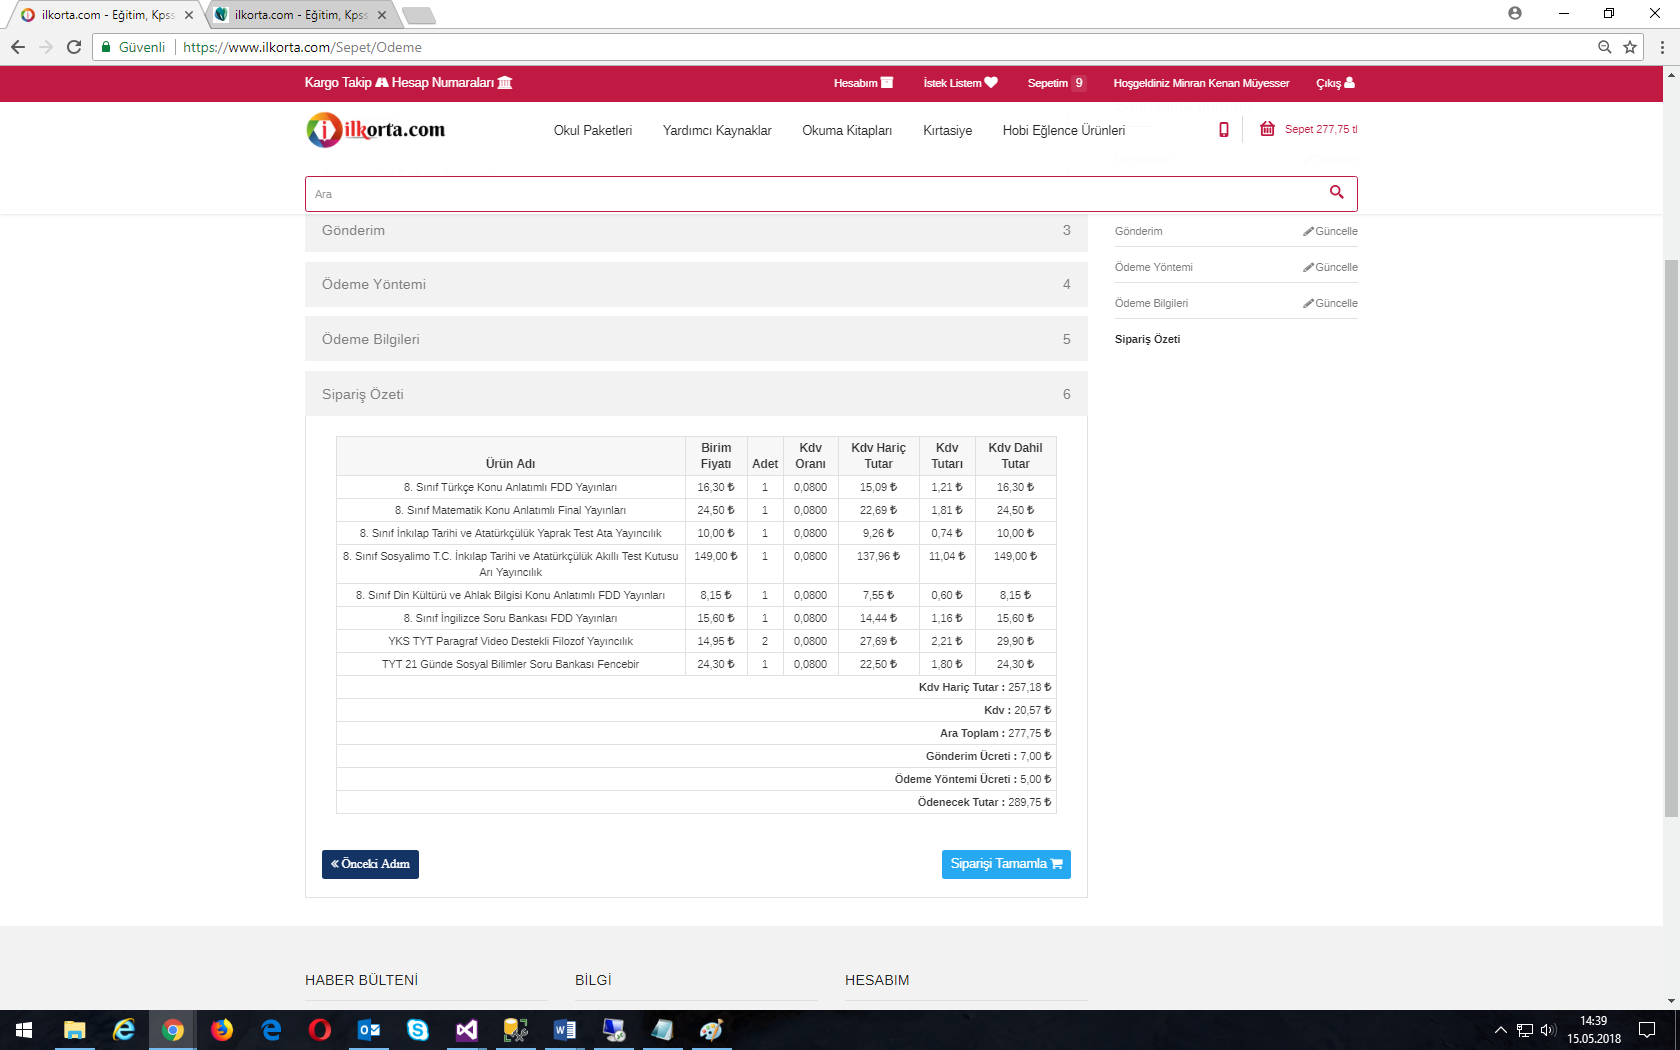 ilkorta.com - Eğitim, Kpss
ilkorta.com - Eğitim, Kpss
Güvenli
https://www.ilkorta.com/Sepet/Odeme
Kargo Takip Hesap Numaraları
Hesabım
İstek Listem
Sepetim 9
Hoşgeldiniz Minran Kenan Müyesser
Çıkış
ilkorta.com
Okul Paketleri
Yardımcı Kaynaklar
Okuma Kitapları
Kırtasiye
Hobi Eğlence Ürünleri
Sepet 277,75 tl
Ara
Gönderim 3
Ödeme Yöntemi 4
Ödeme Bilgileri 5
Sipariş Özeti 6
Gönderim Güncelle
Ödeme Yöntemi Güncelle
Ödeme Bilgileri Güncelle
Sipariş Özeti
Ürün Adı Birim Fiyatı Adet Kdv Oranı Kdv Hariç Tutar Kdv Tutarı Kdv Dahil Tutar
8. Sınıf Türkçe Konu Anlatımlı FDD Yayınları 16,30 ₺ 1 0,0800 15,09 ₺ 1,21 ₺ 16,30 ₺
8. Sınıf Matematik Konu Anlatımlı Final Yayınları 24,50 ₺ 1 0,0800 22,69 ₺ 1,81 ₺ 24,50 ₺
8. Sınıf İnkılap Tarihi ve Atatürkçülük Yaprak Test Ata Yayıncılık 10,00 ₺ 1 0,0800 9,26 ₺ 0,74 ₺ 10,00 ₺
8. Sınıf Sosyalimo T.C. İnkılap Tarihi ve Atatürkçülük Akıllı Test Kutusu 149,00 ₺ 1 0,0800 137,96 ₺ 11,04 ₺ 149,00 ₺
Arı Yayıncılık
8. Sınıf Din Kültürü ve Ahlak Bilgisi Konu Anlatımlı FDD Yayınları 8,15 ₺ 1 0,0800 7,55 ₺ 0,60 ₺ 8,15 ₺
8. Sınıf İngilizce Soru Bankası FDD Yayınları 15,60 ₺ 1 0,0800 14,44 ₺ 1,16 ₺ 15,60 ₺
YKS TYT Paragraf Video Destekli Filozof Yayıncılık 14,95 ₺ 2 0,0800 27,69 ₺ 2,21 ₺ 29,90 ₺
TYT 21 Günde Sosyal Bilimler Soru Bankası Fencebir 24,30 ₺ 1 0,0800 22,50 ₺ 1,80 ₺ 24,30 ₺
Kdv Hariç Tutar : 257,18 ₺
Kdv : 20,57 ₺
Ara Toplam : 277,75 ₺
Gönderim Ücreti : 7,00 ₺
Ödeme Yöntemi Ücreti : 5,00 ₺
Ödenecek Tutar : 289,75 ₺
« Önceki Adım
Siparişi Tamamla
HABER BÜLTENİ
BİLGİ
HESABIM
14:39
15.05.2018